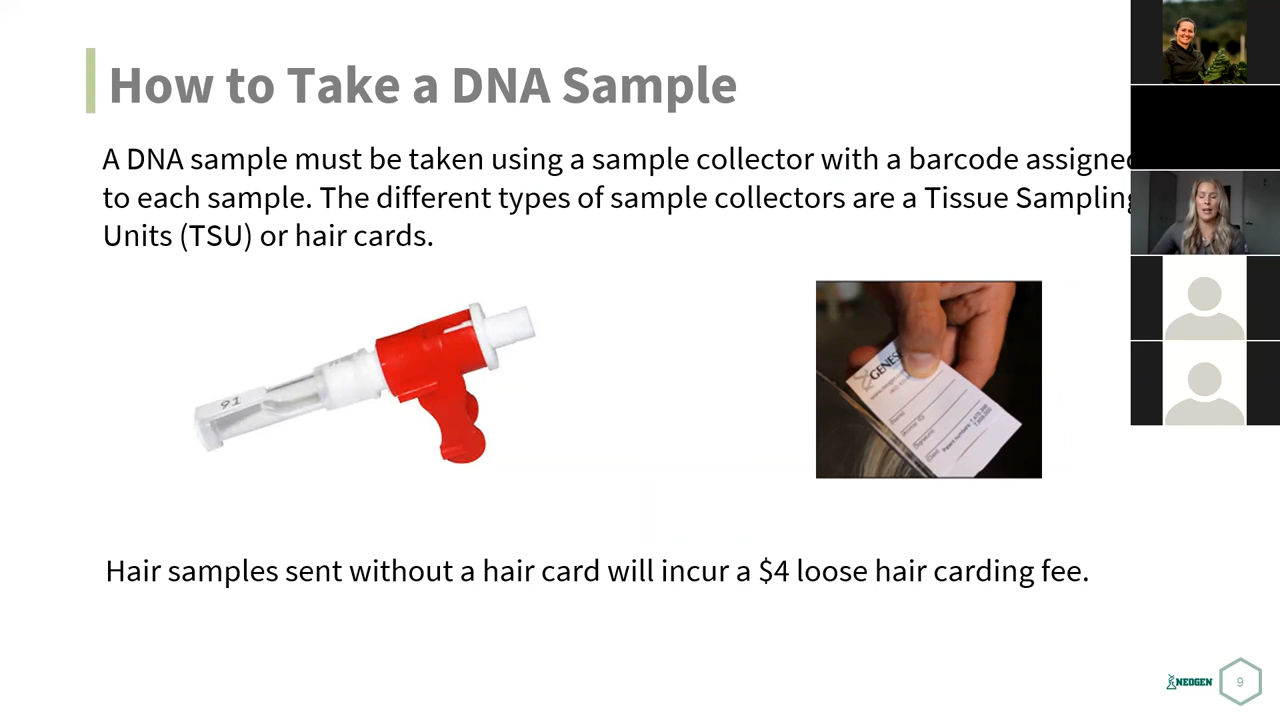 How to Take a DNA Sample
A DNA sample must be taken using a sample collector with a barcode assigned
to each sample. The different types of sample collectors are a Tissue Sampling
Units (TSU) or hair cards.
GENES
Hair samples sent without a hair card will incur a $4 loose hair carding fee.
NEOGEN
9